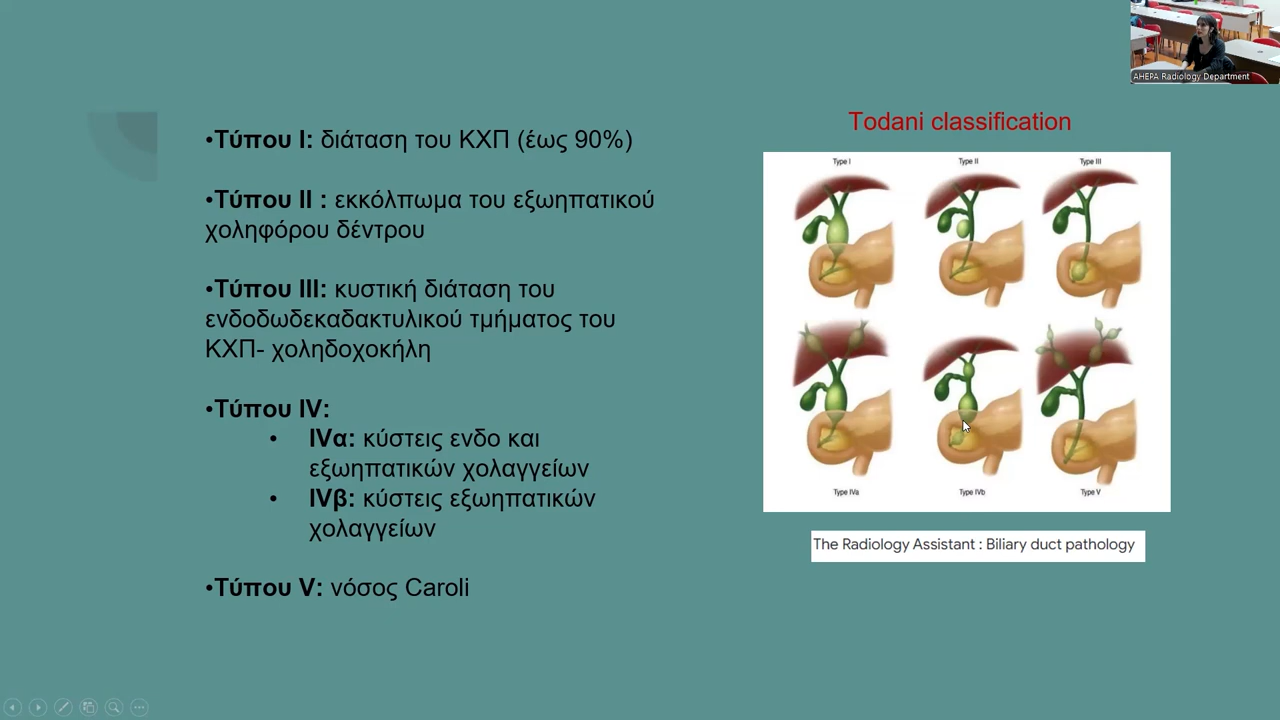 AHEPA Radiology Department
•Τύπου Ι: διάταση του ΚΧΠ (έως 90%)
•Τύπου ΙΙ : εκκόλπωμα του εξωηπατικού
χοληφόρου δέντρου
•Τύπου ΙΙΙ: κυστική διάταση του
ενδοδωδεκαδακτυλικού τμήματος του
ΚΧΠ- χοληδοχοκήλη
•Τύπου IV:
• IVα: κύστεις ενδο και
εξωηπατικών χολαγγείων
• IVβ: κύστεις εξωηπατικών
χολαγγείων
•Τύπου V: νόσος Caroli
Todani classification
Type I Type II Type III
Type IVa Type IVb Type V
The Radiology Assistant : Biliary duct pathology